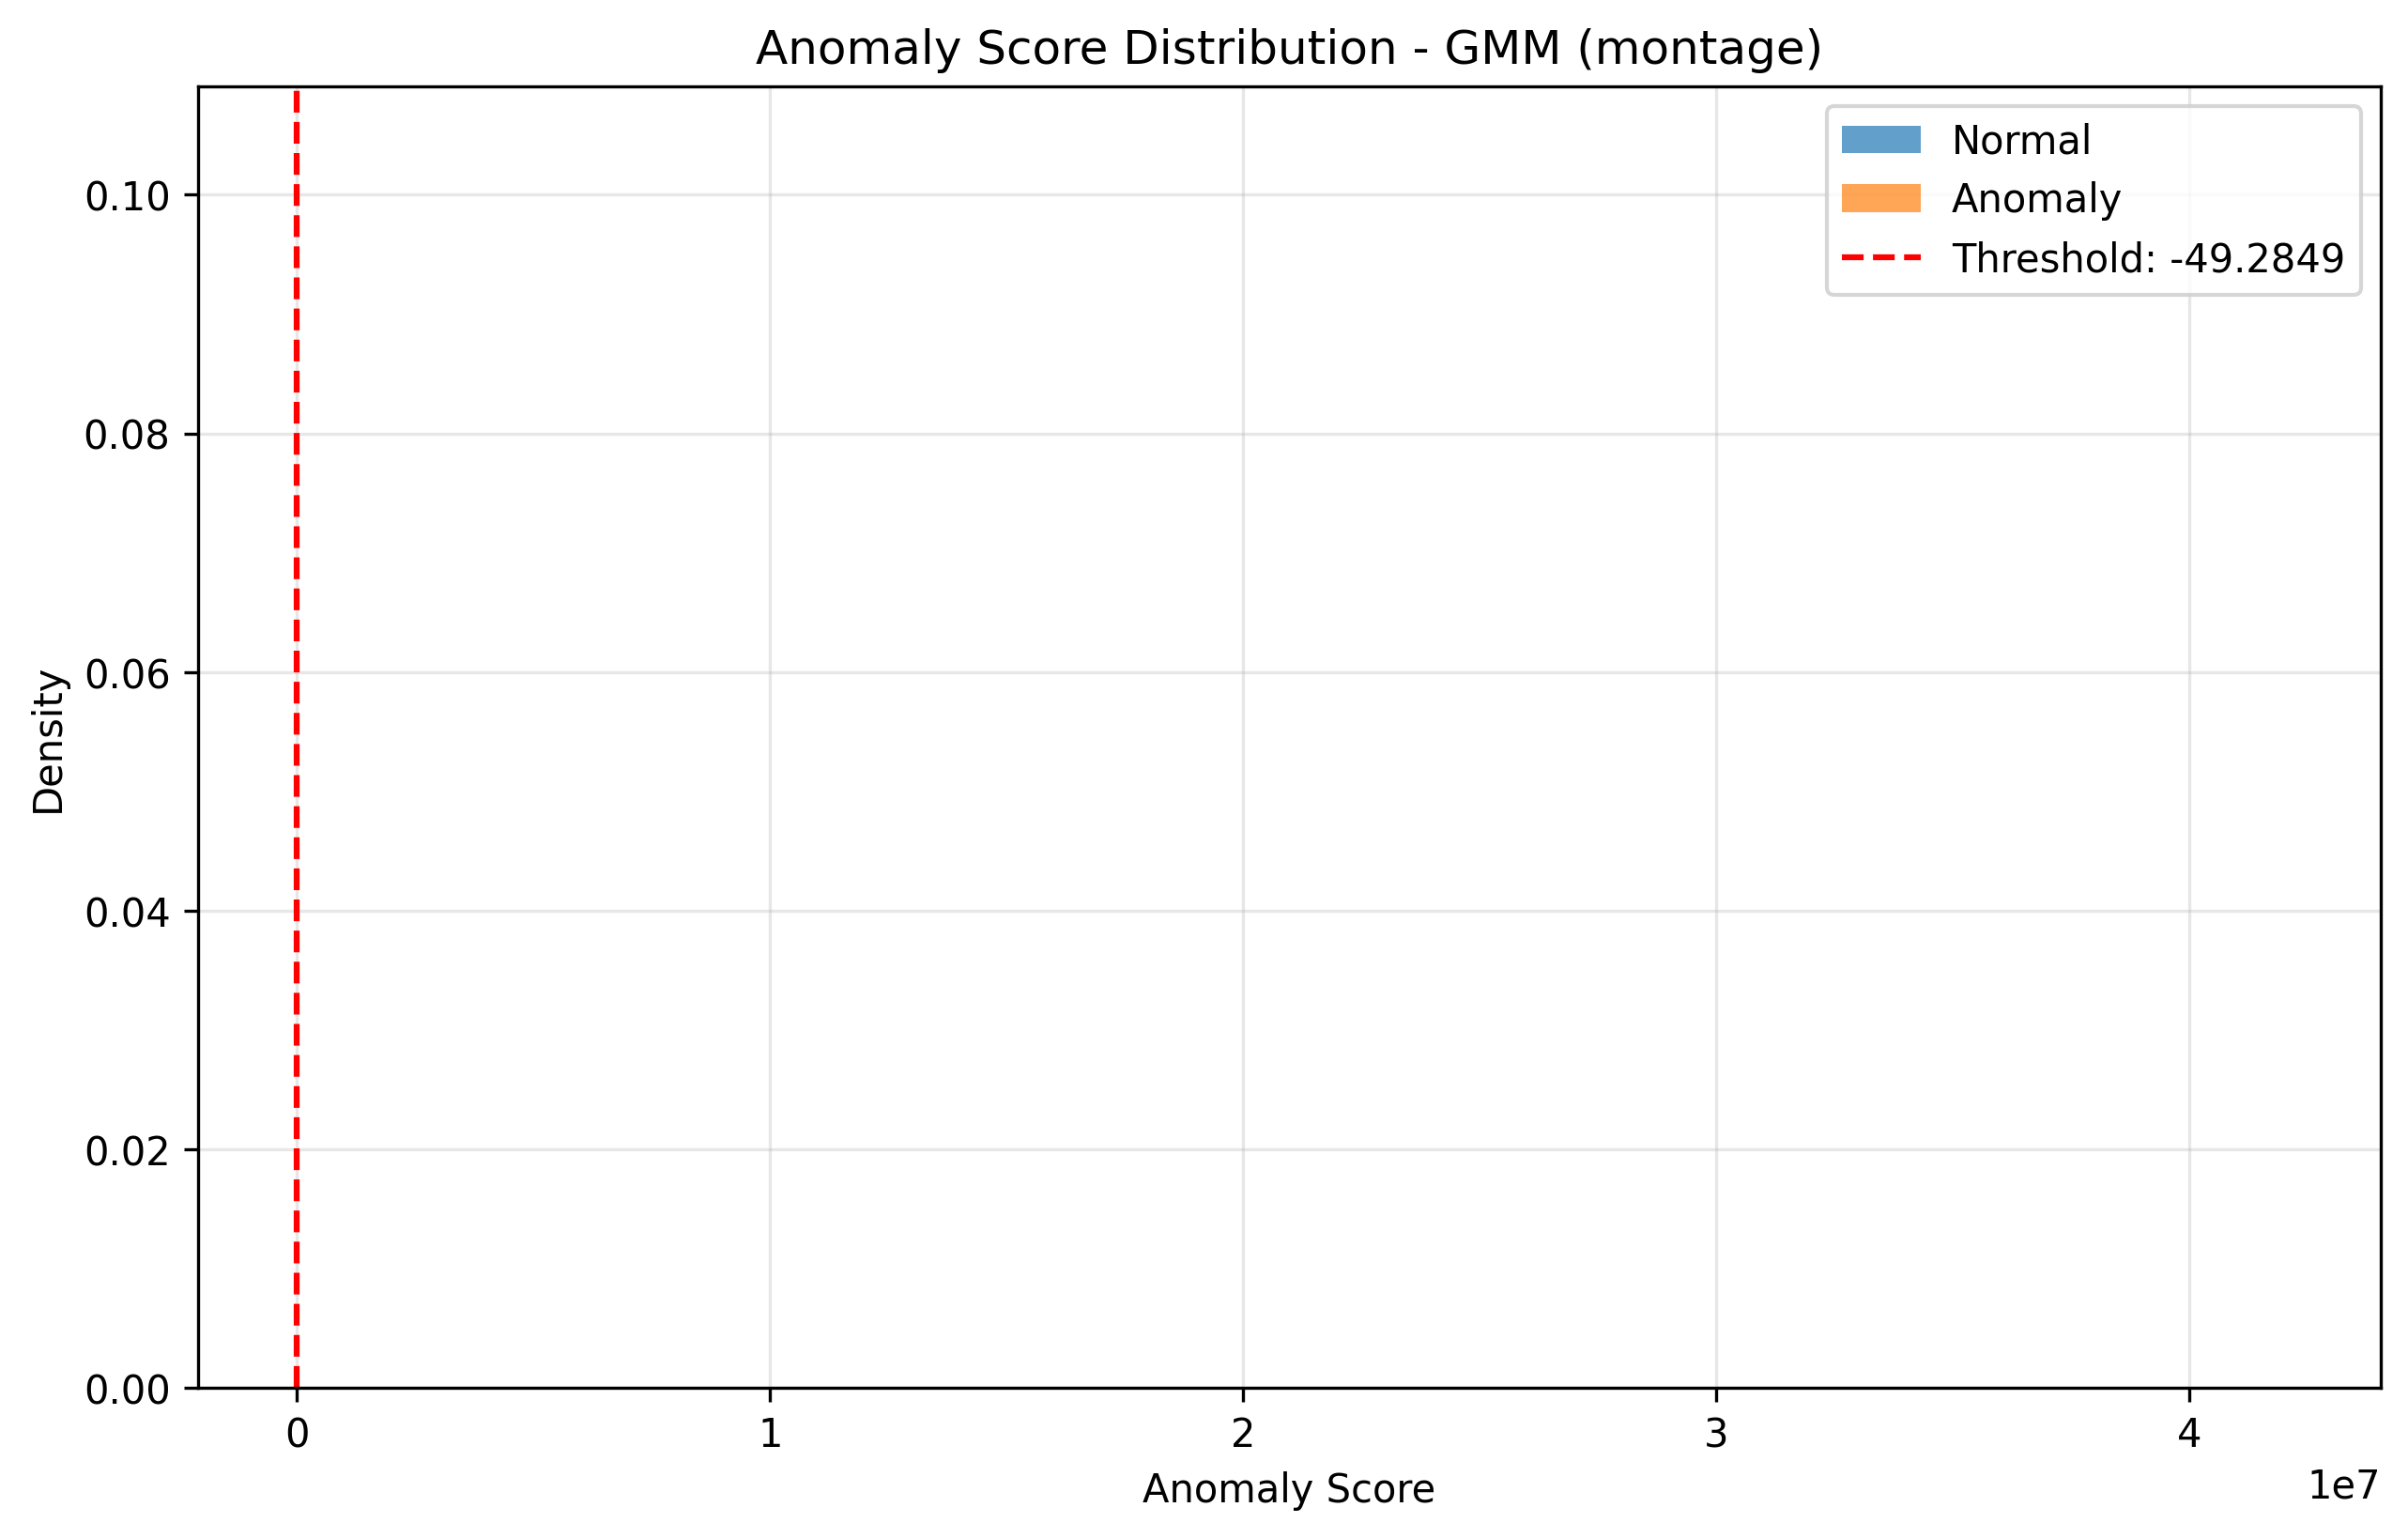 Anomaly Score Distribution - GMM (montage)
Normal
Anomaly
Threshold: -49.2849
0.10
0.08
0.06
0.04
0.02
0.00
Density
0
1
2
3
4
1e7
Anomaly Score